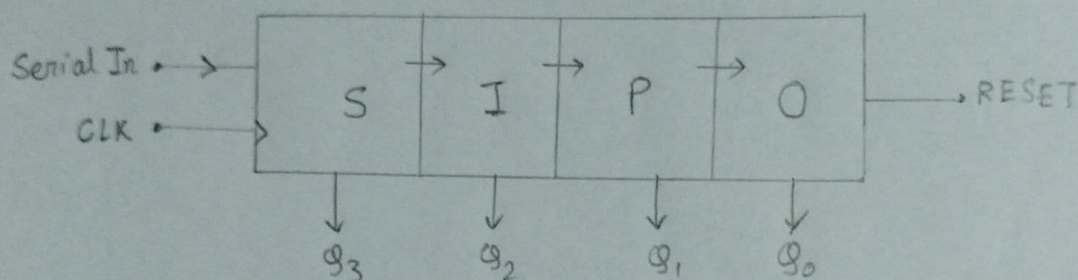 Serial In
CLK
S I P O
RESET
Q3 Q2 Q1 Q0